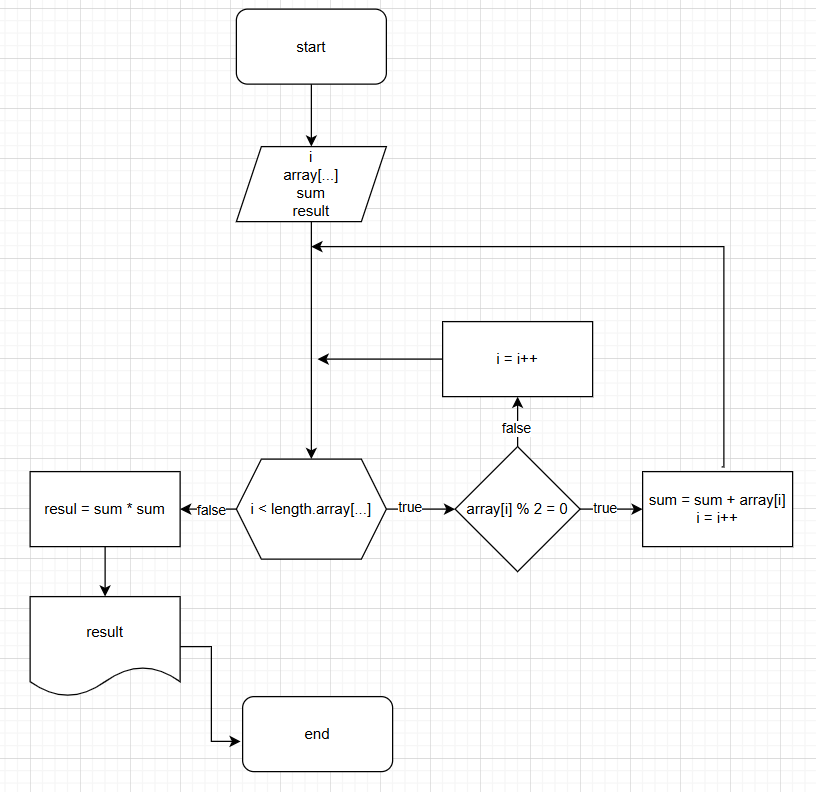 start
i
array[...]
sum
result
i = i++
false
resul = sum * sum
false
i < length.array[...]
true
array[i] % 2 = 0
true
sum = sum + array[i]
i = i++
result
end